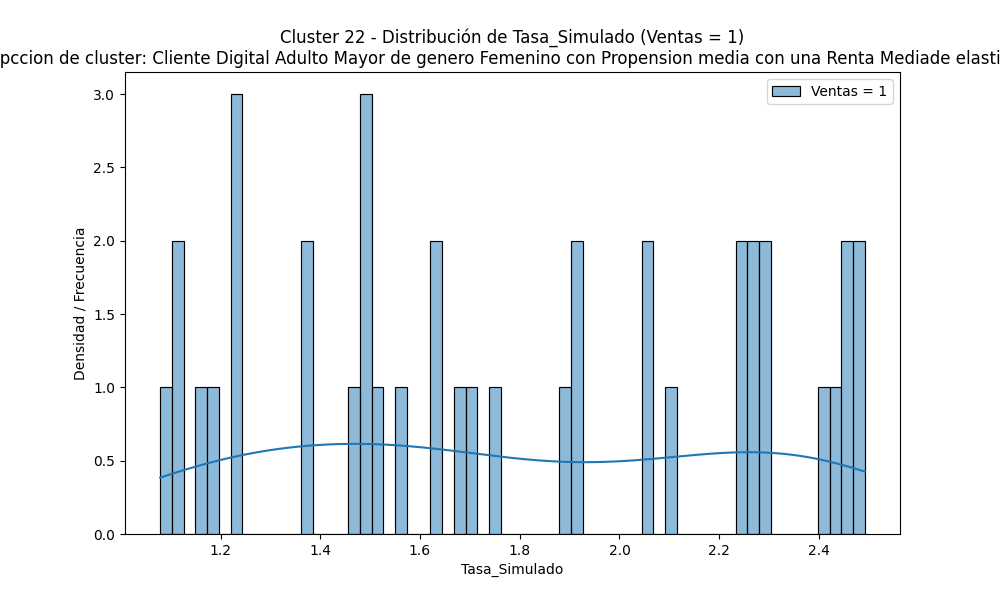 Cluster 22 - Distribución de Tasa_Simulado (Ventas = 1)
pccion de cluster: Cliente Digital Adulto Mayor de genero Femenino con Propension media con una Renta Mediade elasti
Ventas = 1
Densidad / Frecuencia
3.0
2.5
2.0
1.5
1.0
0.5
0.0
1.2 1.4 1.6 1.8 2.0 2.2 2.4
Tasa_Simulado